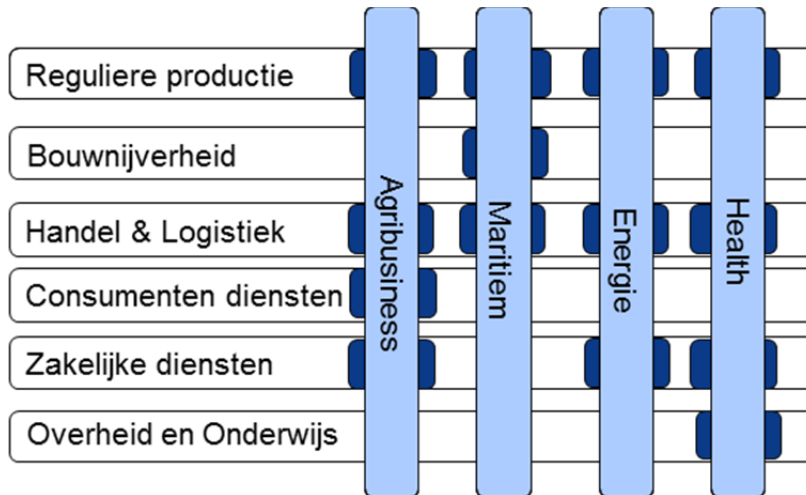 Reguliere productie
Bouwnijverheid
Handel & Logistiek
Consumenten diensten
Zakelijke diensten
Overheid en Onderwijs
Agribusiness
Maritiem
Energie
Health